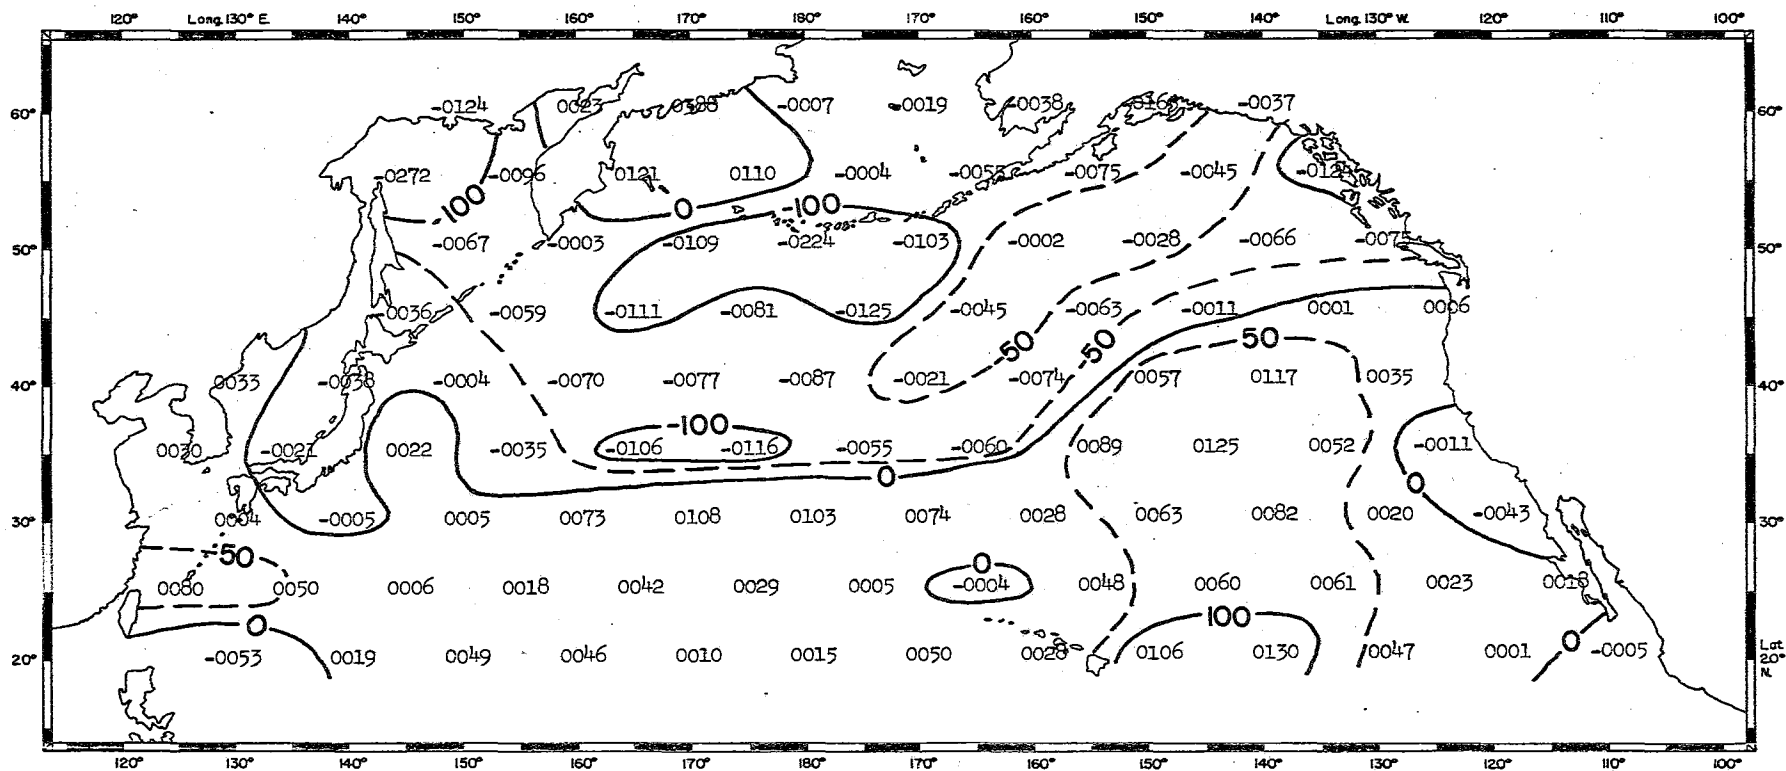 120° Long. 130° E. 140° 150° 160° 170° 180° 170° 160° 150° 140° Long. 130° W. 120° 110° 100°
60° -0124 0023 0388 -0007 -0019 -0038 -0037 60°
-0272 -0096 0121 0110 -0004 -0055 -0075 -0045
-100 0 -100
50° -0067 -0003 -0109 -0224 -0103 -0002 -0028 -0066 -0075 50°
-0036 -0059 -0111 -0081 -0125 -0045 -0063 -0011 0001 0006
-50 -50 50
40° 0033 -0038 -0004 -0070 -0077 -0087 -0021 -0074 0057 0117 0035 40°
-100
0030 -0021 0022 -0035 -0106 -0116 -0055 -0060 0089 0125 0052 -0011
0 0
30° 0004 -0005 0005 0073 0108 0103 0074 0028 0063 0082 0020 -0043 30°
50 0
0080 0050 0006 0018 0042 0029 0005 -0004 0048 0060 0061 0023 0018
0 100 0
20° -0053 0019 0049 0046 0010 0015 0050 0028 0106 0130 0047 0001 -0005 Lat. 20° N.
120° 130° 140° 150° 160° 170° 180° 170° 160° 150° 140° 130° 120° 110° 100°